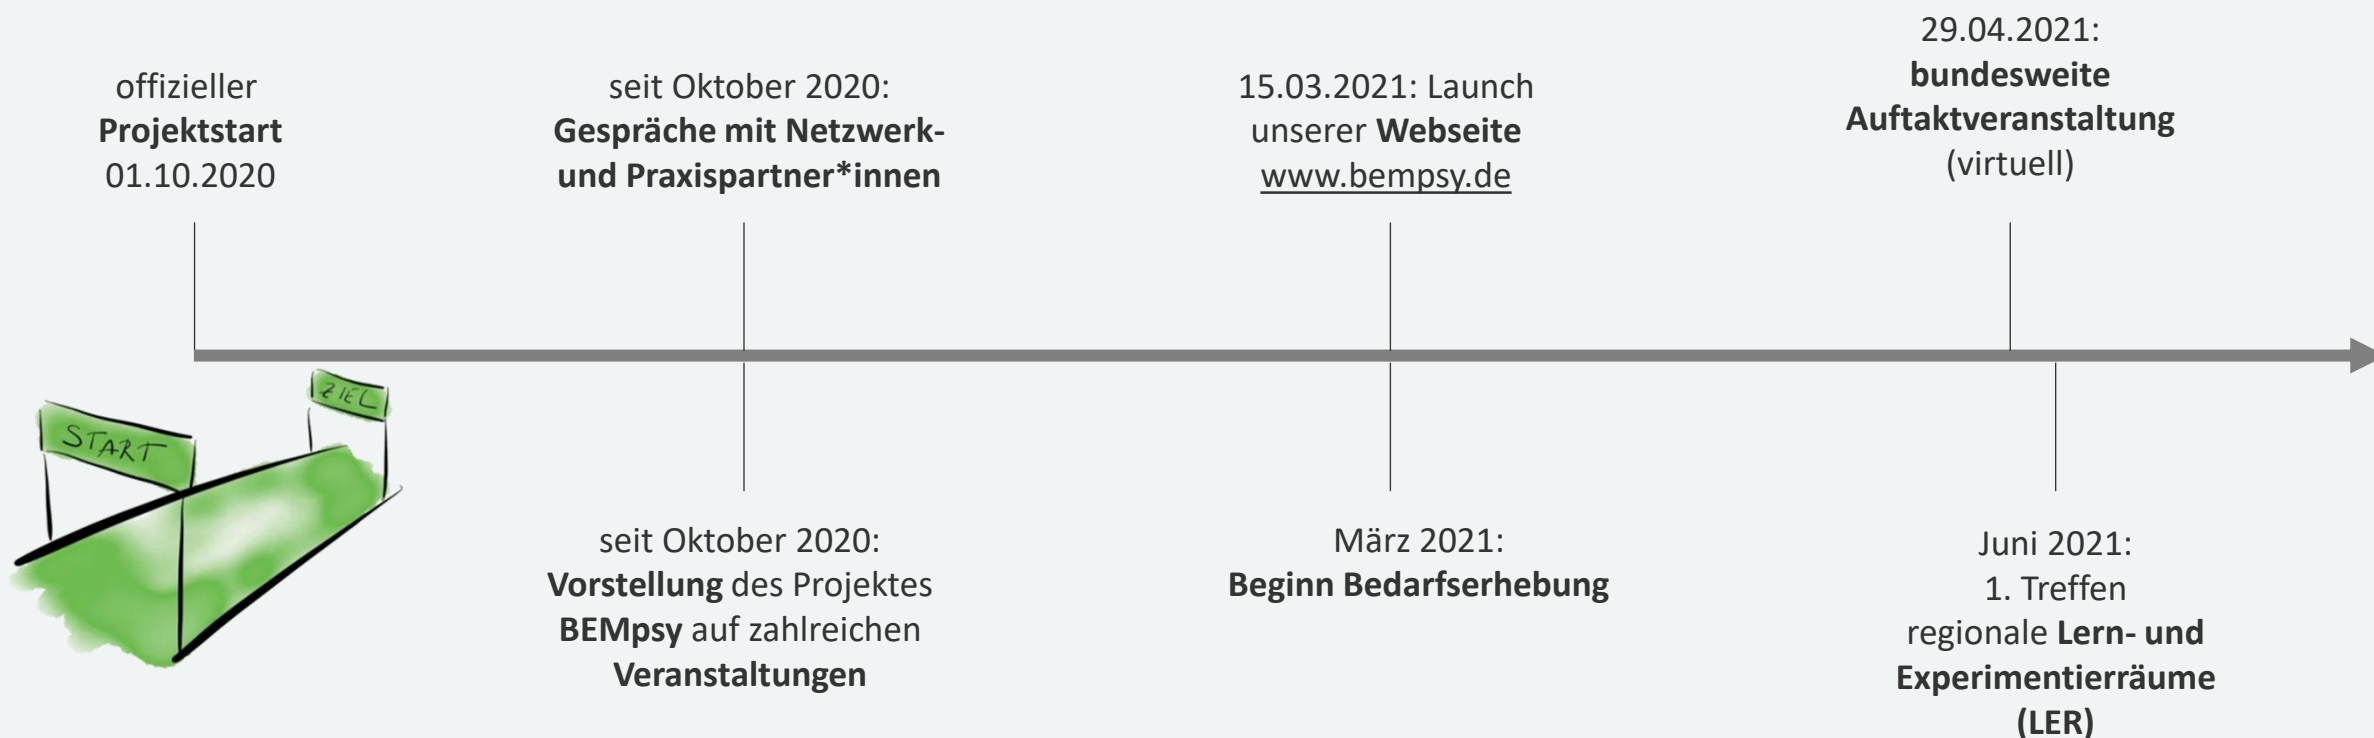 offizieller
Projektstart
01.10.2020
seit Oktober 2020:
Gespräche mit Netzwerk-
und Praxispartner*innen
15.03.2021: Launch
unserer Webseite
www.bempsy.de
29.04.2021:
bundesweite
Auftaktveranstaltung
(virtuell)
START
ZIEL
seit Oktober 2020:
Vorstellung des Projektes
BEMpsy auf zahlreichen
Veranstaltungen
März 2021:
Beginn Bedarfserhebung
Juni 2021:
1. Treffen
regionale Lern- und
Experimentierräume
(LER)